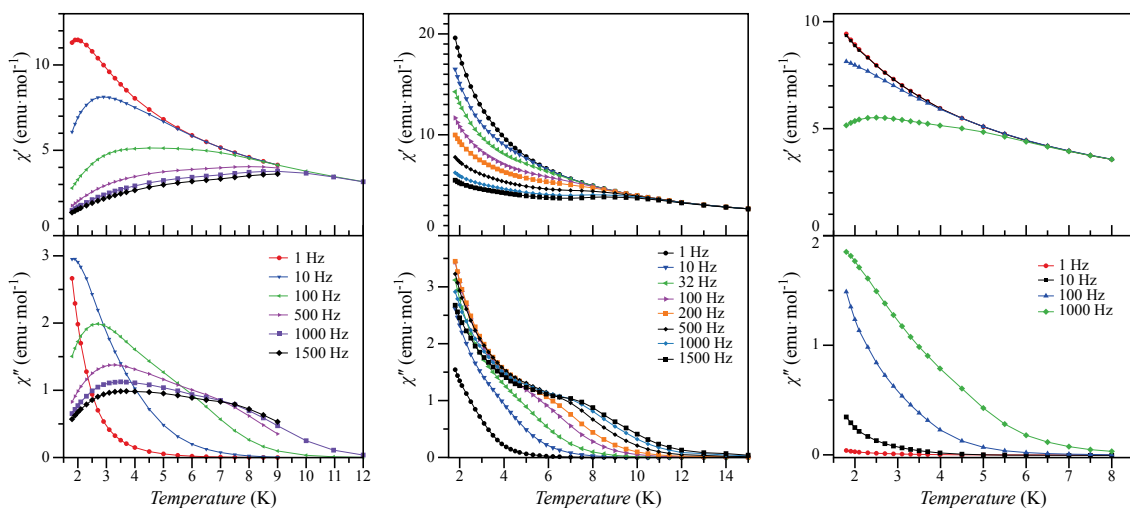 χ′ (emu·mol⁻¹)
10
5
0
χ′ (emu·mol⁻¹)
20
10
0
χ′ (emu·mol⁻¹)
10
5
0
χ″ (emu·mol⁻¹)
3
2
1
0
1 Hz
10 Hz
100 Hz
500 Hz
1000 Hz
1500 Hz
2 3 4 5 6 7 8 9 10 11 12
Temperature (K)
χ″ (emu·mol⁻¹)
3
2
1
0
1 Hz
10 Hz
32 Hz
100 Hz
200 Hz
500 Hz
1000 Hz
1500 Hz
2 4 6 8 10 12 14
Temperature (K)
χ″ (emu·mol⁻¹)
2
1
0
1 Hz
10 Hz
100 Hz
1000 Hz
2 3 4 5 6 7 8
Temperature (K)